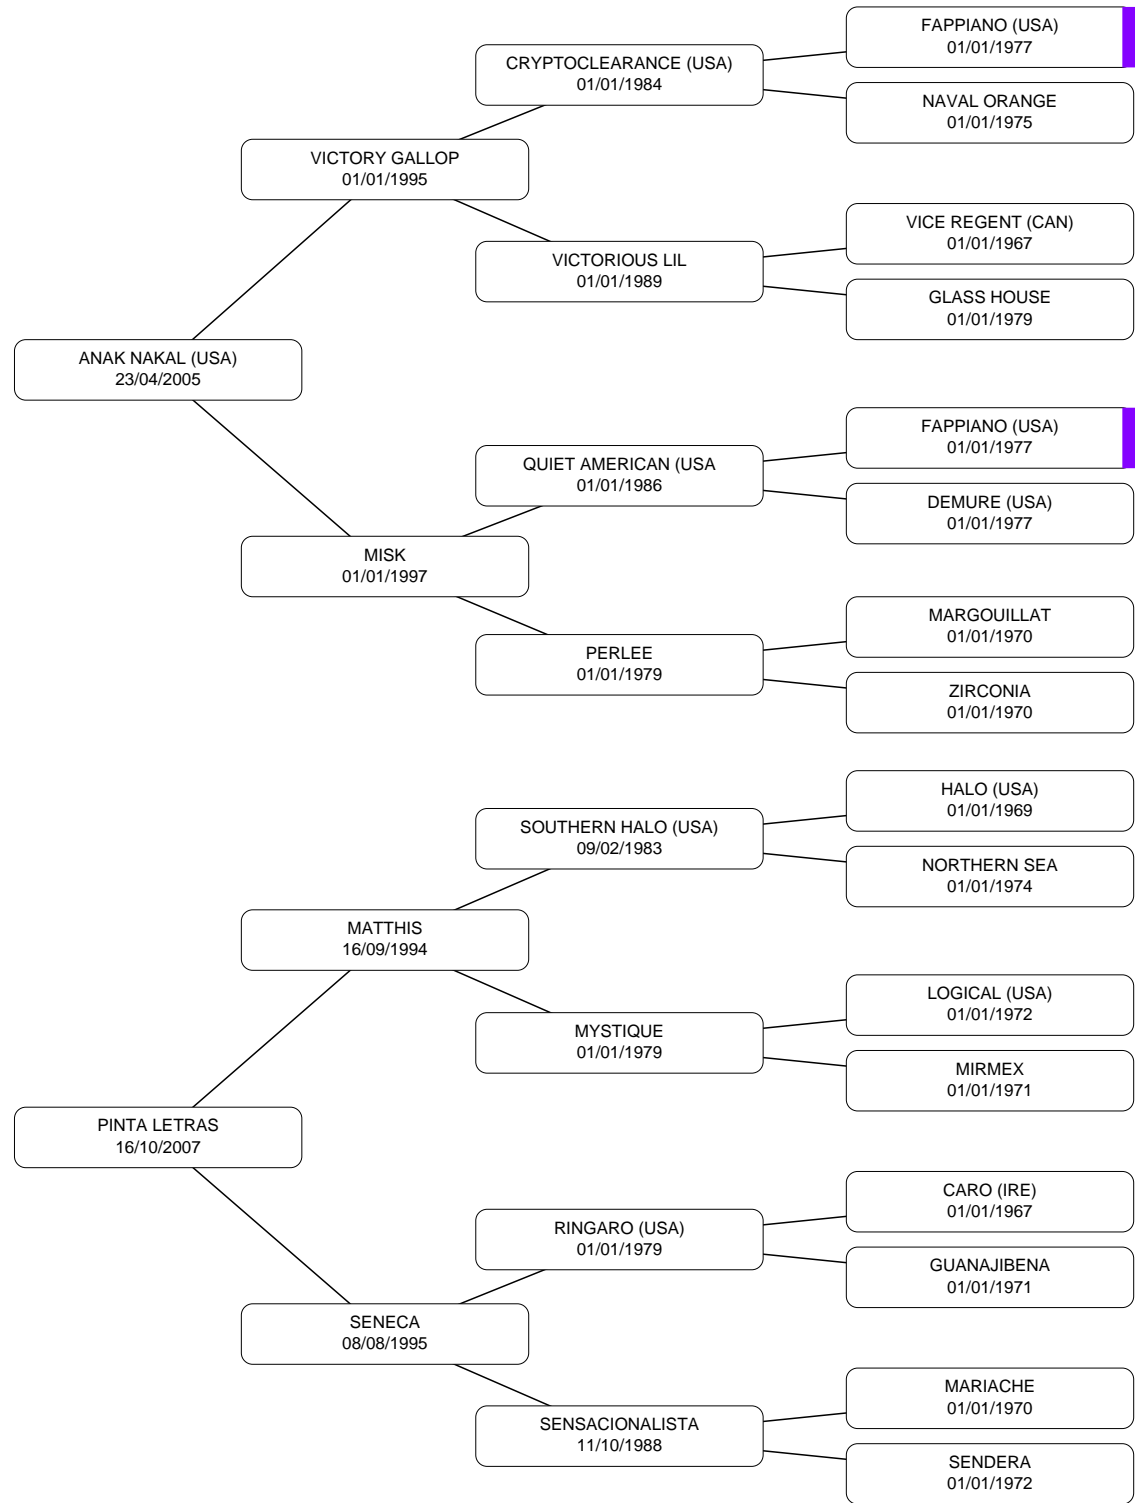 FAPPIANO (USA)
01/01/1977
CRYPTOCLEARANCE (USA)
01/01/1984
NAVAL ORANGE
01/01/1975
VICTORY GALLOP
01/01/1995
VICE REGENT (CAN)
01/01/1967
VICTORIOUS LIL
01/01/1989
GLASS HOUSE
01/01/1979
ANAK NAKAL (USA)
23/04/2005
FAPPIANO (USA)
01/01/1977
QUIET AMERICAN (USA
01/01/1986
DEMURE (USA)
01/01/1977
MISK
01/01/1997
MARGOUILLAT
01/01/1970
PERLEE
01/01/1979
ZIRCONIA
01/01/1970
HALO (USA)
01/01/1969
SOUTHERN HALO (USA)
09/02/1983
NORTHERN SEA
01/01/1974
MATTHIS
16/09/1994
LOGICAL (USA)
01/01/1972
MYSTIQUE
01/01/1979
MIRMEX
01/01/1971
PINTA LETRAS
16/10/2007
CARO (IRE)
01/01/1967
RINGARO (USA)
01/01/1979
GUANAJIBENA
01/01/1971
SENECA
08/08/1995
MARIACHE
01/01/1970
SENSACIONALISTA
11/10/1988
SENDERA
01/01/1972